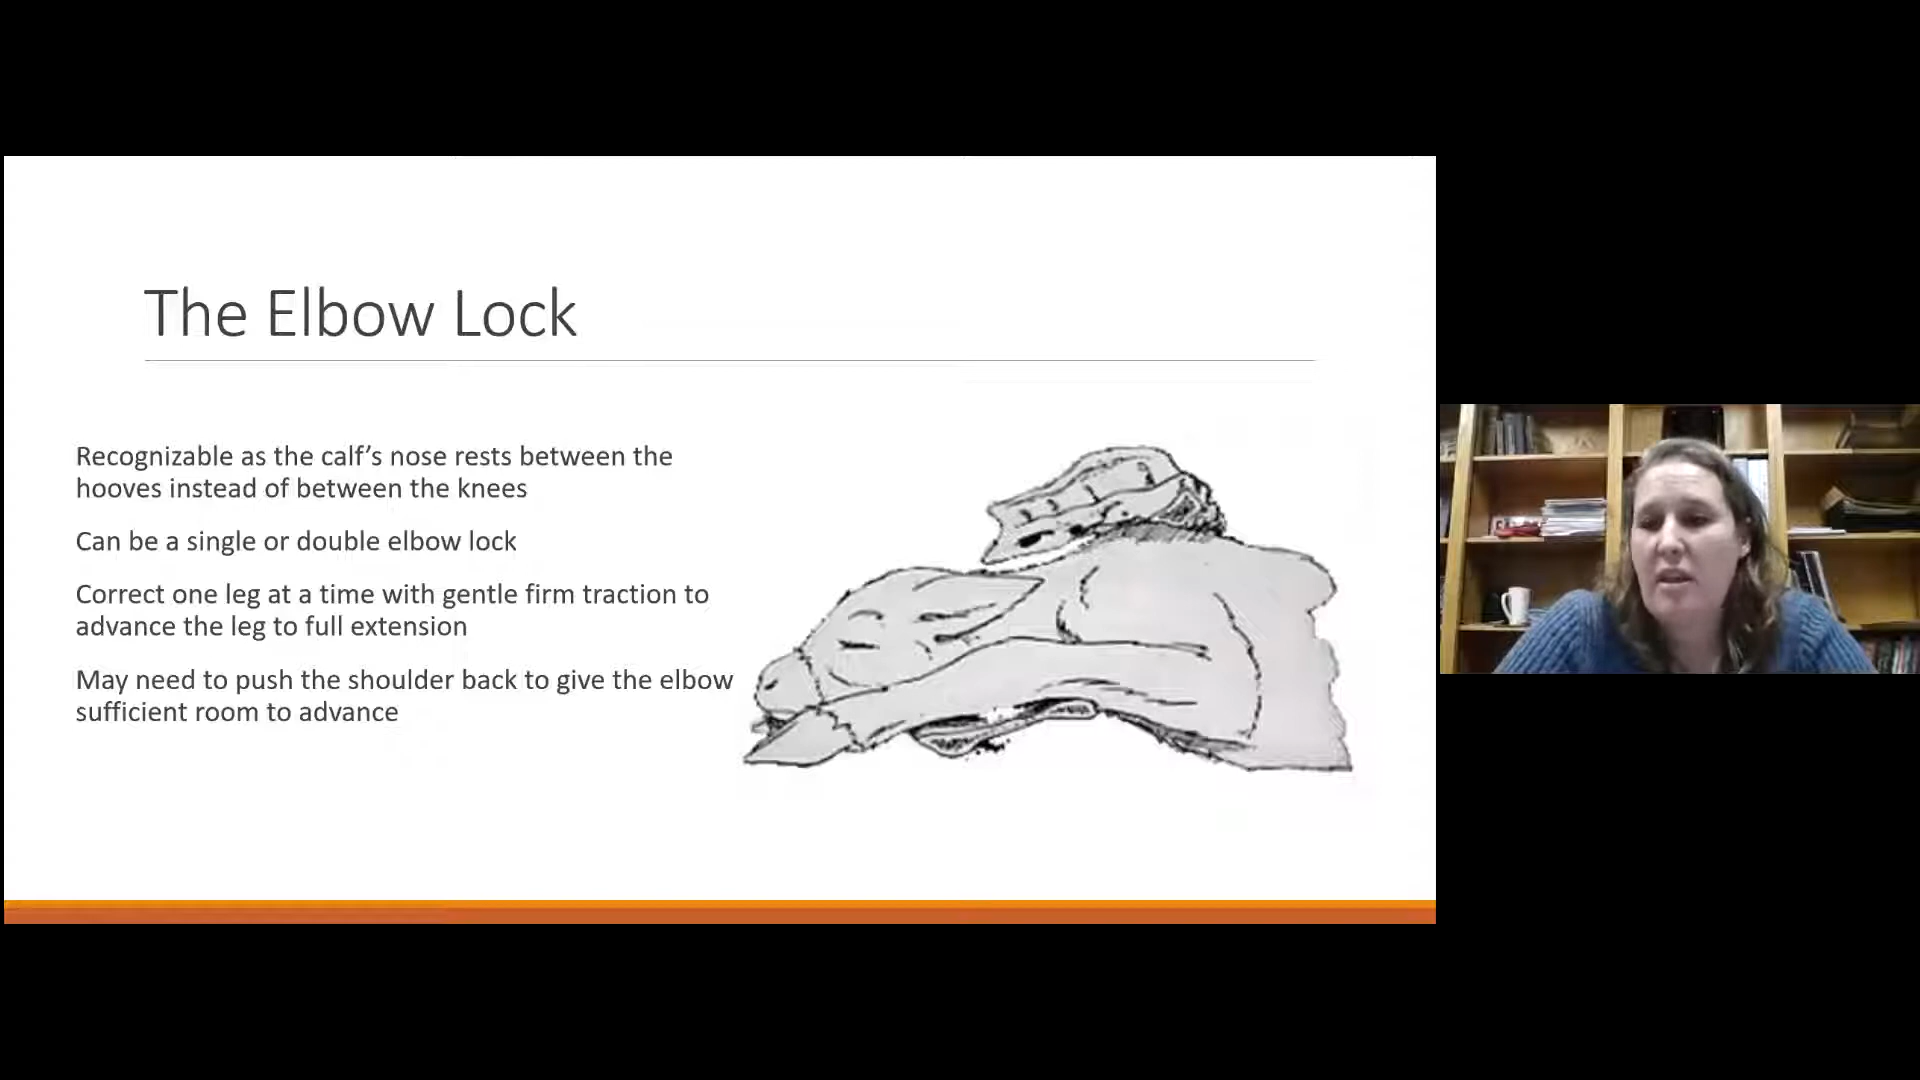 The Elbow Lock
Recognizable as the calf’s nose rests between the
hooves instead of between the knees
Can be a single or double elbow lock
Correct one leg at a time with gentle firm traction to
advance the leg to full extension
May need to push the shoulder back to give the elbow
sufficient room to advance